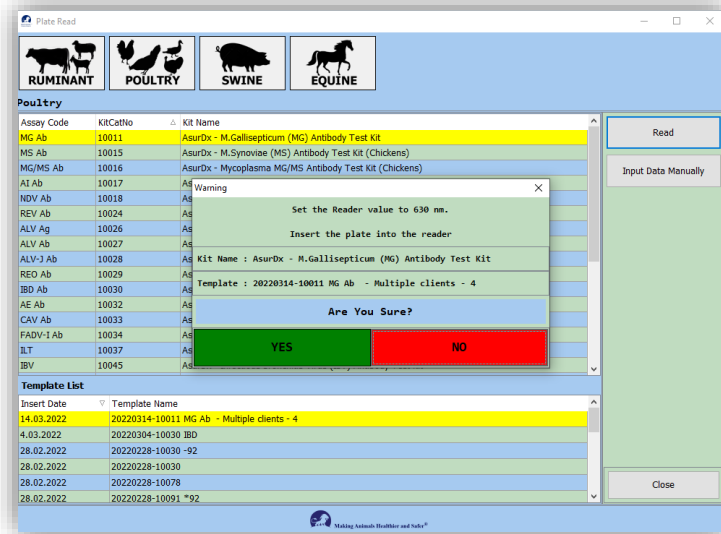 Plate Read
RUMINANT POULTRY SWINE EQUINE
Poultry
Assay Code KitCatNo Kit Name
MG Ab 10011 AsurDx - M.Gallisepticum (MG) Antibody Test Kit
MS Ab 10015 AsurDx - M.Synoviae (MS) Antibody Test Kit (Chickens)
MG/MS Ab 10016 AsurDx - Mycoplasma MG/MS Antibody Test Kit (Chickens)
AI Ab 10017
NDV Ab 10018
REV Ab 10024
ALV Ag 10026
ALV Ab 10027
ALV-J Ab 10028
REO Ab 10029
IBD Ab 10030
AE Ab 10032
CAV Ab 10033
FADV-I Ab 10034
ILT 10037
IBV 10045
Warning
Set the Reader value to 630 nm.
Insert the plate into the reader
Kit Name : AsurDx - M.Gallisepticum (MG) Antibody Test Kit
Template : 20220314-10011 MG Ab - Multiple clients - 4
Are You Sure?
YES NO
Read
Input Data Manually
Template List
Insert Date Template Name
14.03.2022 20220314-10011 MG Ab - Multiple clients - 4
4.03.2022 20220304-10030 IBD
28.02.2022 20220228-10030 -92
28.02.2022 20220228-10030
28.02.2022 20220228-10078
28.02.2022 20220228-10091 *92
Close
Making Animals Healthier and Safer®